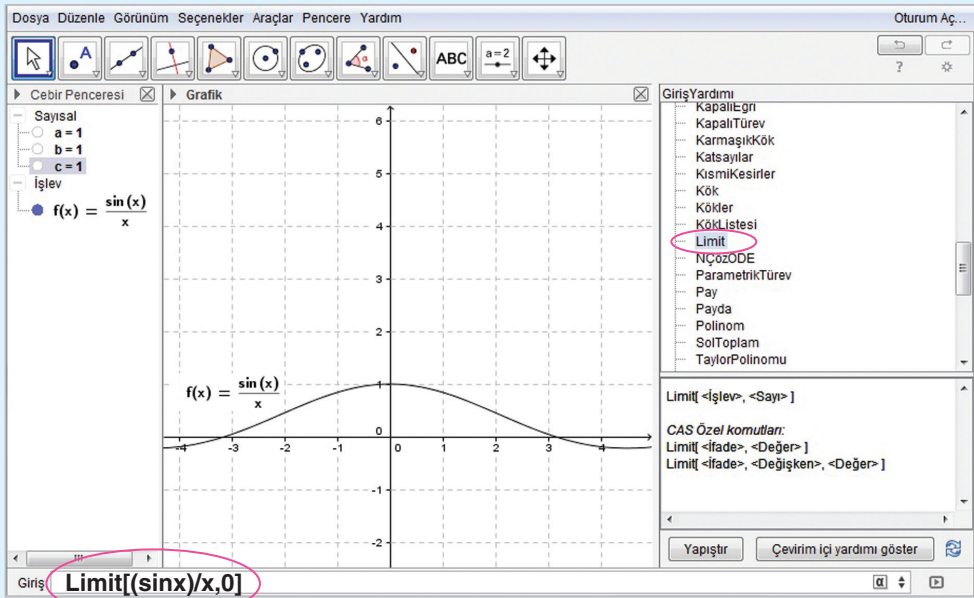 Dosya Düzenle Görünüm Seçenekler Araçlar Pencere Yardım
Oturum Aç...
A
α
ABC
a=2
?
Cebir Penceresi
Sayısal
a = 1
b = 1
c = 1
İşlev
f(x) = sin (x) / x
Grafik
6
5
4
3
2
1
0
-1
-2
-4 -3 -2 -1 0 1 2 3 4
f(x) = sin (x) / x
GirişYardımı
KapalıEğri
KapalıTürev
KarmaşıkKök
Katsayılar
KısmiKesirler
Kök
Kökler
KökListesi
Limit
NÇözODE
ParametrikTürev
Pay
Payda
Polinom
SolToplam
TaylorPolinomu
Limit[ <İşlev>, <Sayı> ]
CAS Özel komutları:
Limit[ <İfade>, <Değer> ]
Limit[ <İfade>, <Değişken>, <Değer> ]
Yapıştır
Çevirim içi yardımı göster
Giriş
Limit[(sinx)/x,0]
α